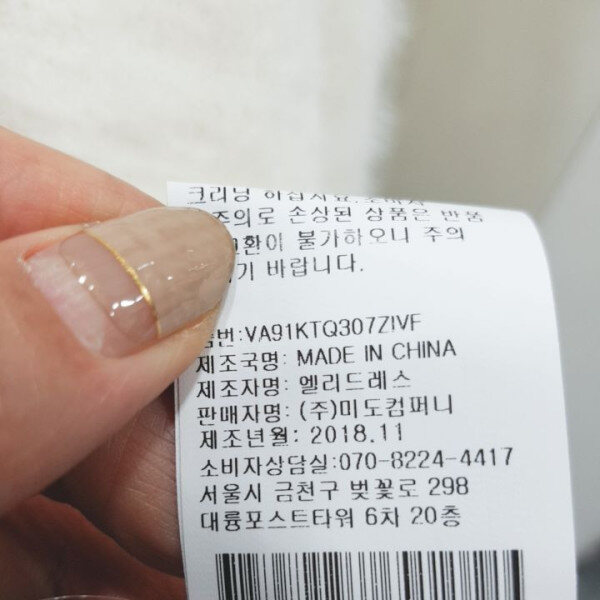 크리닝 하십시요.소비자
주의로 손상된 상품은 반품
교환이 불가하오니 주의
기 바랍니다.
품번:VA91KTQ307ZIVF
제조국명: MADE IN CHINA
제조자명: 엘리드레스
판매자명: (주)미도컴퍼니
제조년월: 2018.11
소비자상담실:070-8224-4417
서울시 금천구 벚꽃로 298
대륭포스트타워 6차 20층